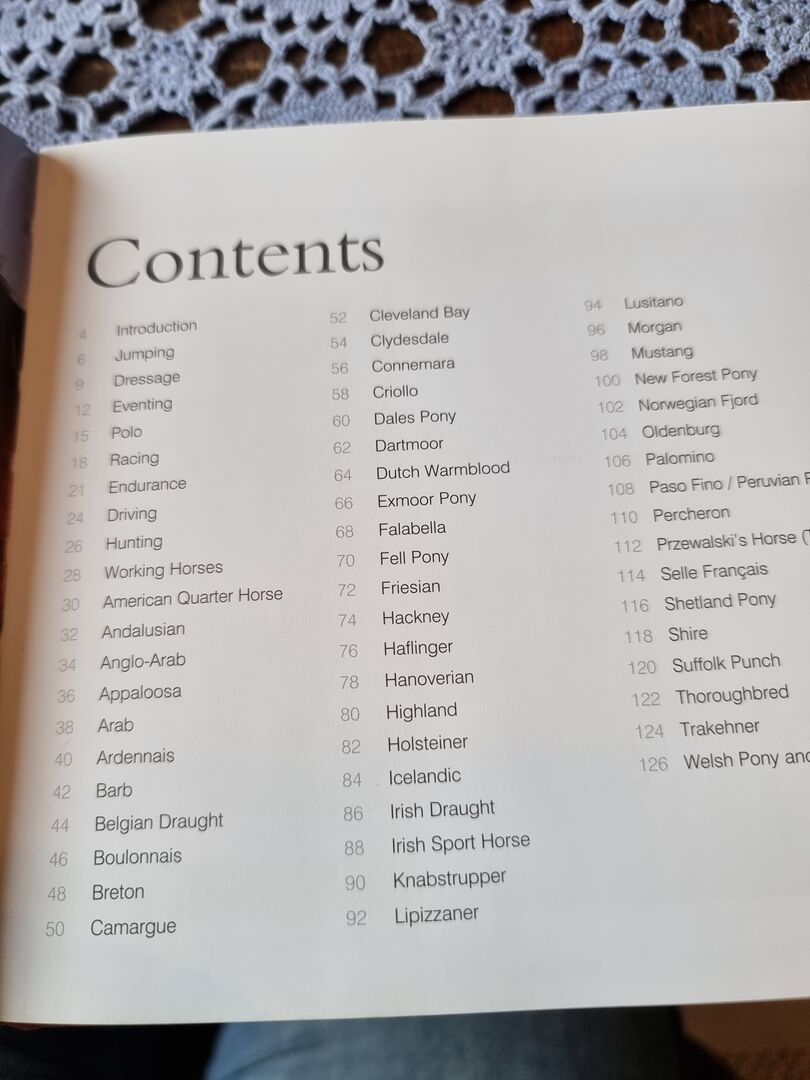 Contents
4 Introduction
6 Jumping
9 Dressage
12 Eventing
15 Polo
18 Racing
21 Endurance
24 Driving
26 Hunting
28 Working Horses
30 American Quarter Horse
32 Andalusian
34 Anglo-Arab
36 Appaloosa
38 Arab
40 Ardennais
42 Barb
44 Belgian Draught
46 Boulonnais
48 Breton
50 Camargue
52 Cleveland Bay
54 Clydesdale
56 Connemara
58 Criollo
60 Dales Pony
62 Dartmoor
64 Dutch Warmblood
66 Exmoor Pony
68 Falabella
70 Fell Pony
72 Friesian
74 Hackney
76 Haflinger
78 Hanoverian
80 Highland
82 Holsteiner
84 Icelandic
86 Irish Draught
88 Irish Sport Horse
90 Knabstrupper
92 Lipizzaner
94 Lusitano
96 Morgan
98 Mustang
100 New Forest Pony
102 Norwegian Fjord
104 Oldenburg
106 Palomino
108 Paso Fino / Peruvian
110 Percheron
112 Przewalski's Horse
114 Selle Français
116 Shetland Pony
118 Shire
120 Suffolk Punch
122 Thoroughbred
124 Trakehner
126 Welsh Pony and